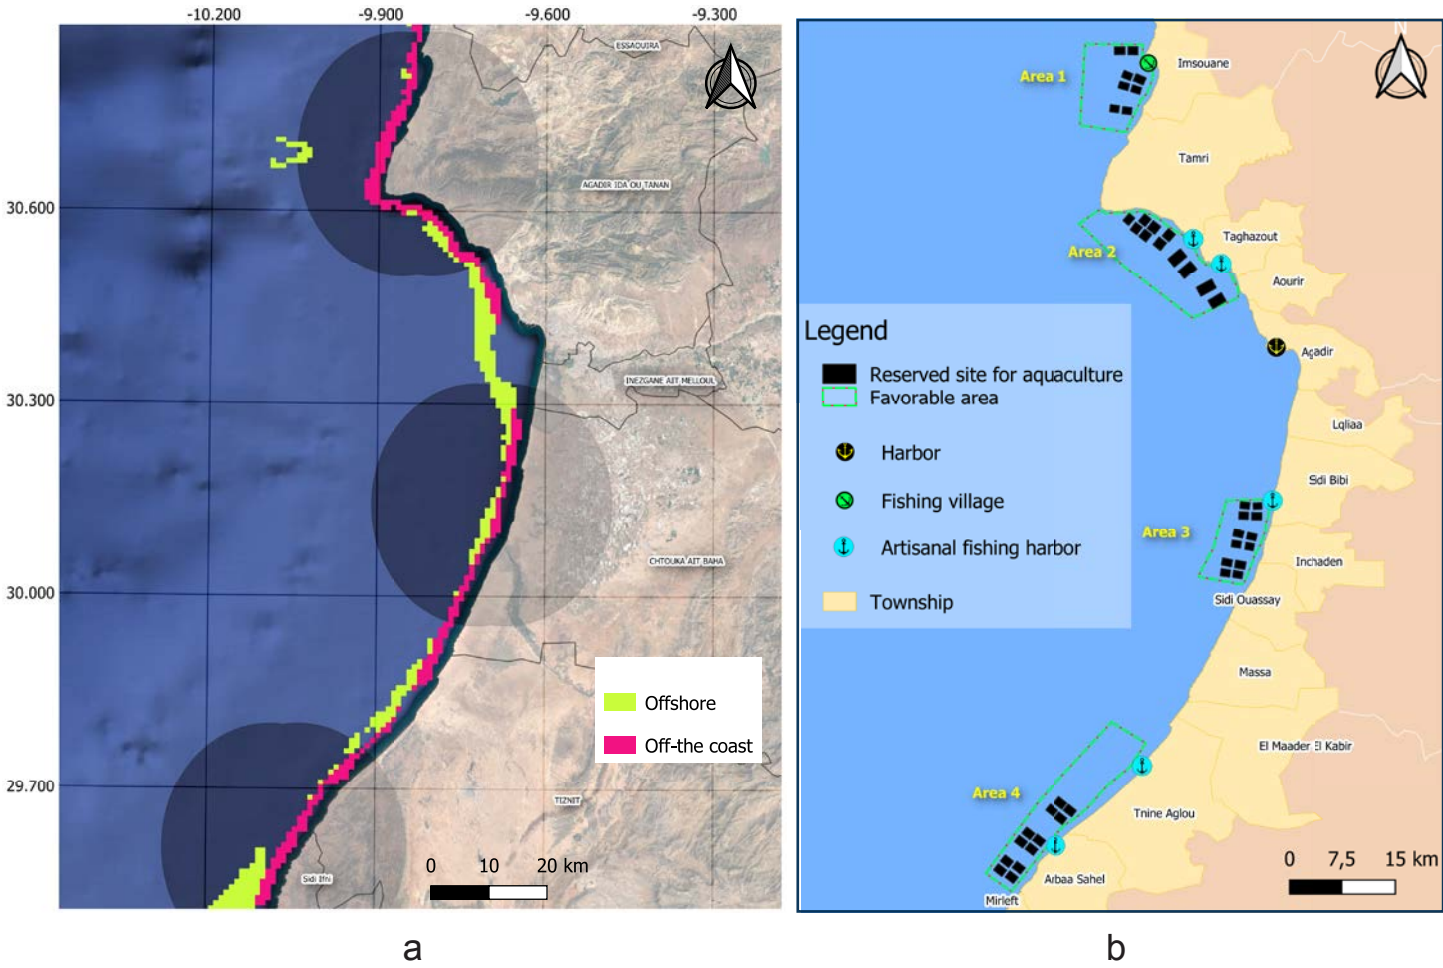 -10.200 -9.900 -9.600 -9.300
ESSAOUIRA
AGADIR IDA OU TANAN
30.600
INEZGANE AIT MELLOUL
30.300
CHTOUKA AIT BAHA
30.000
Offshore
Off-the coast
29.700
TIZNIT
0 10 20 km
Sidi Ifni
a
N
Imsouane
Area 1
Tamri
Taghazout
Area 2
Aourir
Legend
Reserved site for aquaculture
Favorable area
Harbor
Fishing village
Artisanal fishing harbor
Township
Agadir
Lqliaa
Sdi Bibi
Area 3
Inchaden
Sidi Ouassay
Massa
El Maader El Kabir
Area 4
Tnine Aglou
0 7,5 15 km
Arbaa Sahel
Mirleft
b